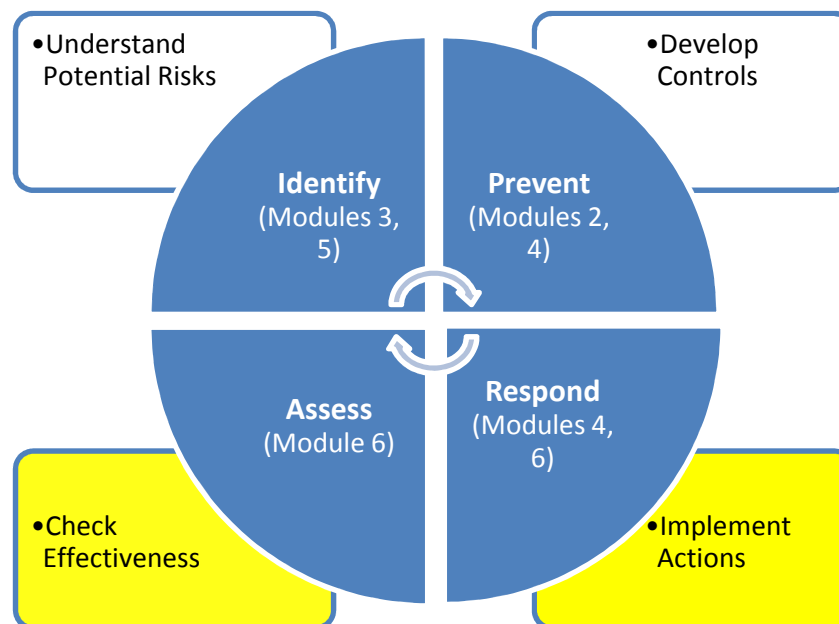 •Understand
Potential Risks
•Develop
Controls
Identify
(Modules 3,
5)
Prevent
(Modules 2,
4)
Assess
(Module 6)
Respond
(Modules 4,
6)
•Check
Effectiveness
•Implement
Actions